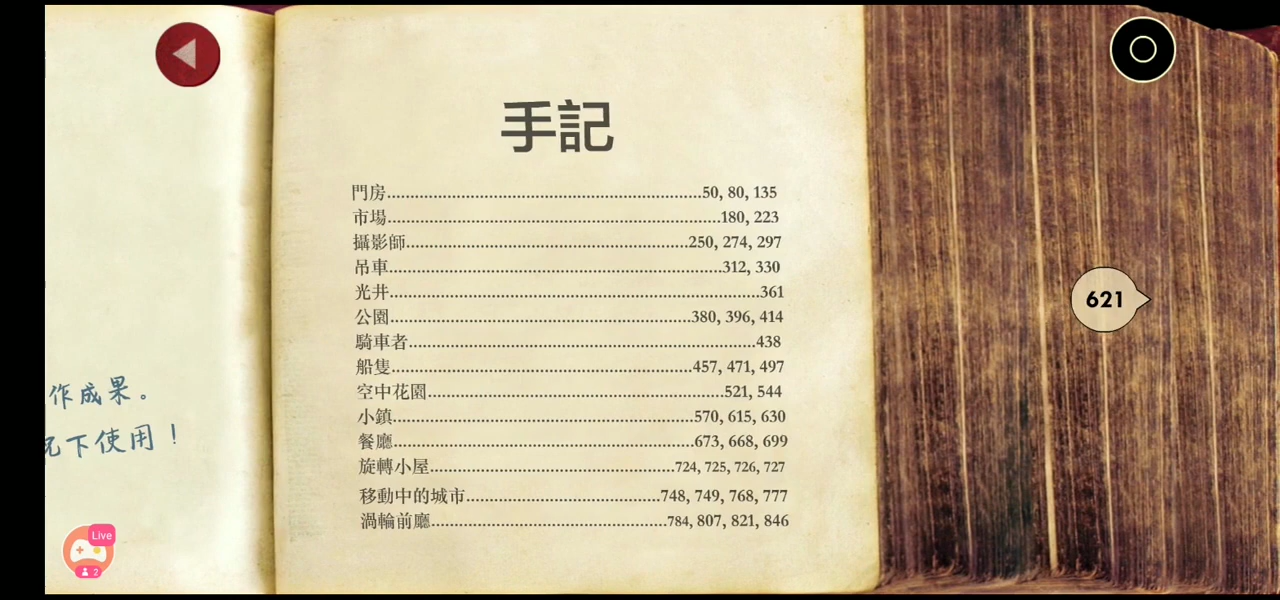 手記
門房..........50, 80, 135
市場..........180, 223
攝影師..........250, 274, 297
吊車..........312, 330
光井..........361
公園..........380, 396, 414
騎車者..........438
船隻..........457, 471, 497
空中花園..........521, 544
小鎮..........570, 615, 630
餐廳..........673, 668, 699
旋轉小屋..........724, 725, 726, 727
移動中的城市..........748, 749, 768, 777
渦輪前廳..........784, 807, 821, 846
621
作成果。
下使用！
Live
2